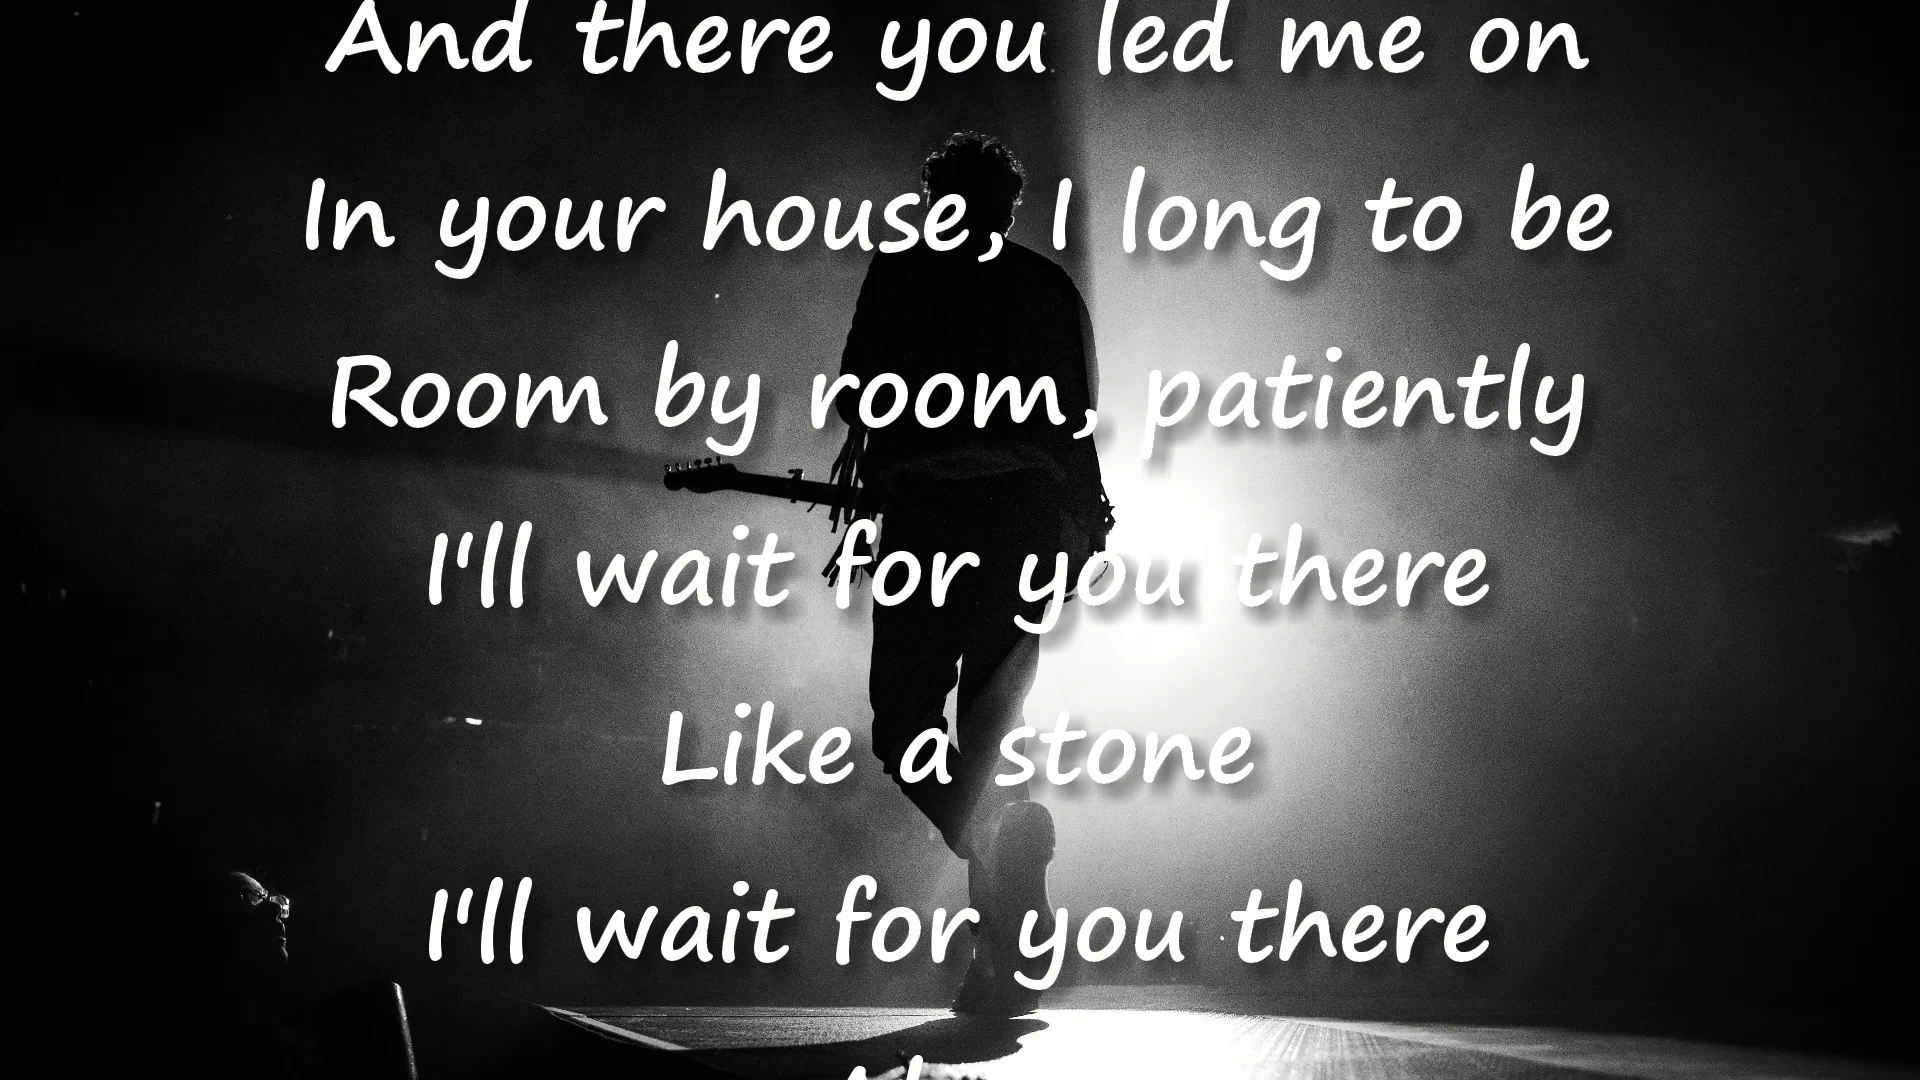 And there you led me on
In your house, I long to be
Room by room, patiently
I'll wait for you there
Like a stone
I'll wait for you there